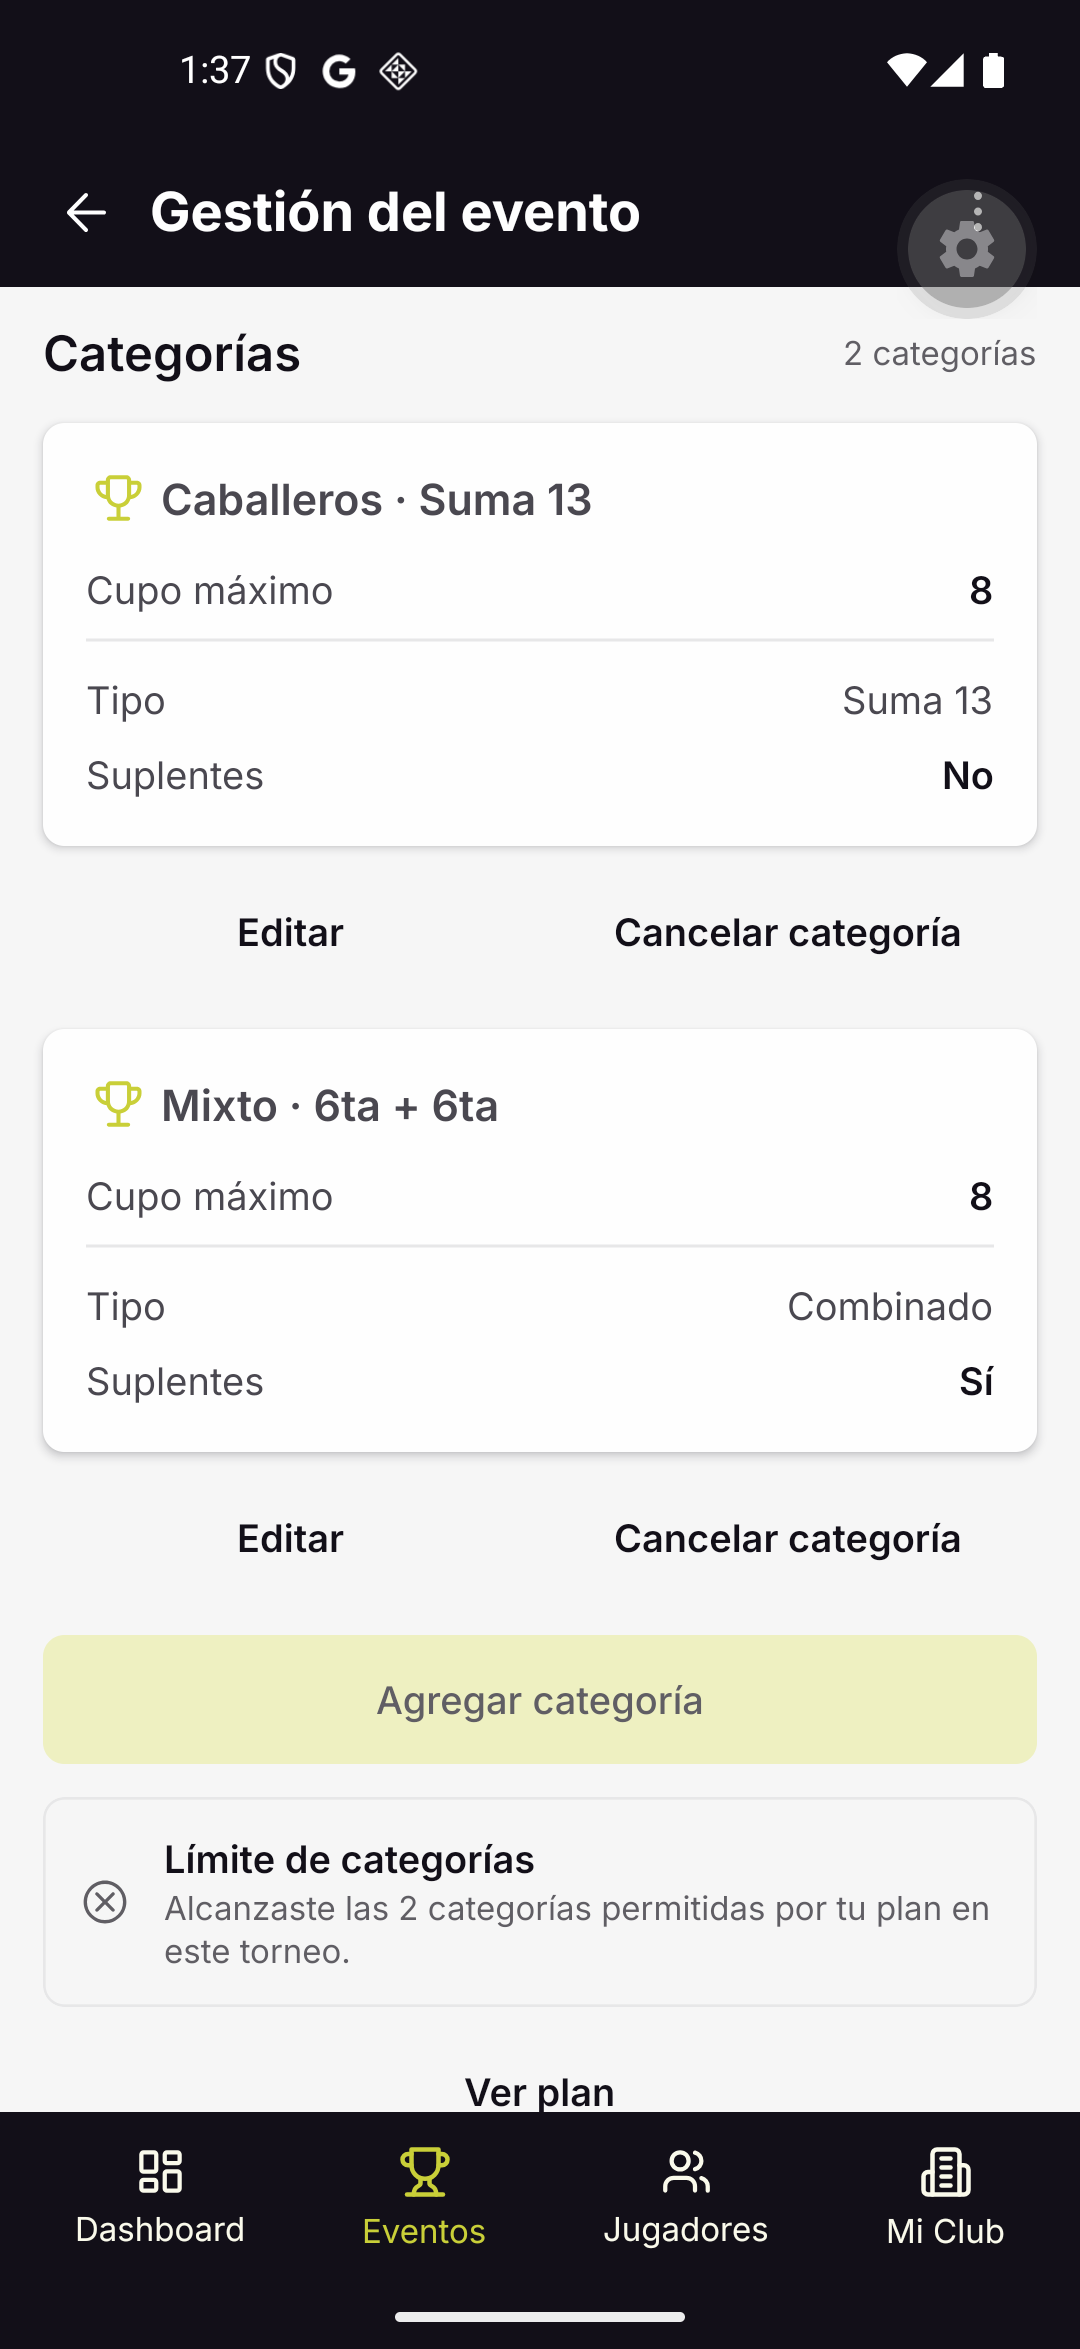 1:37
Gestión del evento
Categorías
2 categorías
Caballeros · Suma 13
Cupo máximo 8
Tipo Suma 13
Suplentes No
Editar Cancelar categoría
Mixto · 6ta + 6ta
Cupo máximo 8
Tipo Combinado
Suplentes Sí
Editar Cancelar categoría
Agregar categoría
Límite de categorías
Alcanzaste las 2 categorías permitidas por tu plan en
este torneo.
Ver plan
Dashboard Eventos Jugadores Mi Club